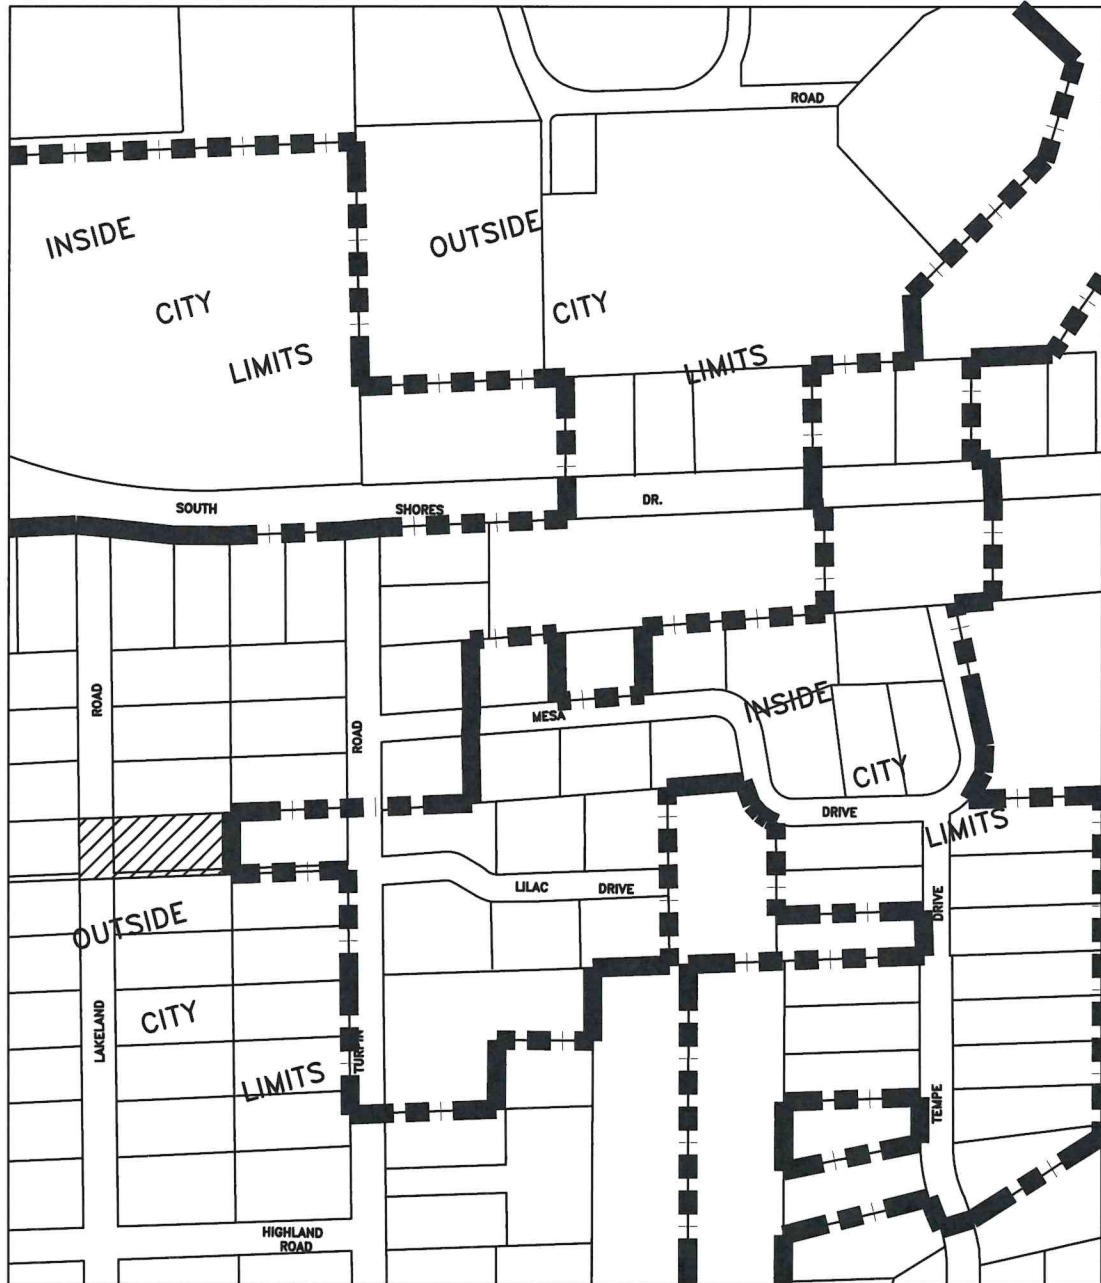 ROAD
INSIDE
CITY
LIMITS
OUTSIDE
CITY
LIMITS
SOUTH
SHORES
DR.
ROAD
ROAD
MESA
INSIDE
CITY
LIMITS
DRIVE
LILAC
DRIVE
DRIVE
OUTSIDE
CITY
LIMITS
LAKELAND
TURPIN
TEMPE
HIGHLAND
ROAD